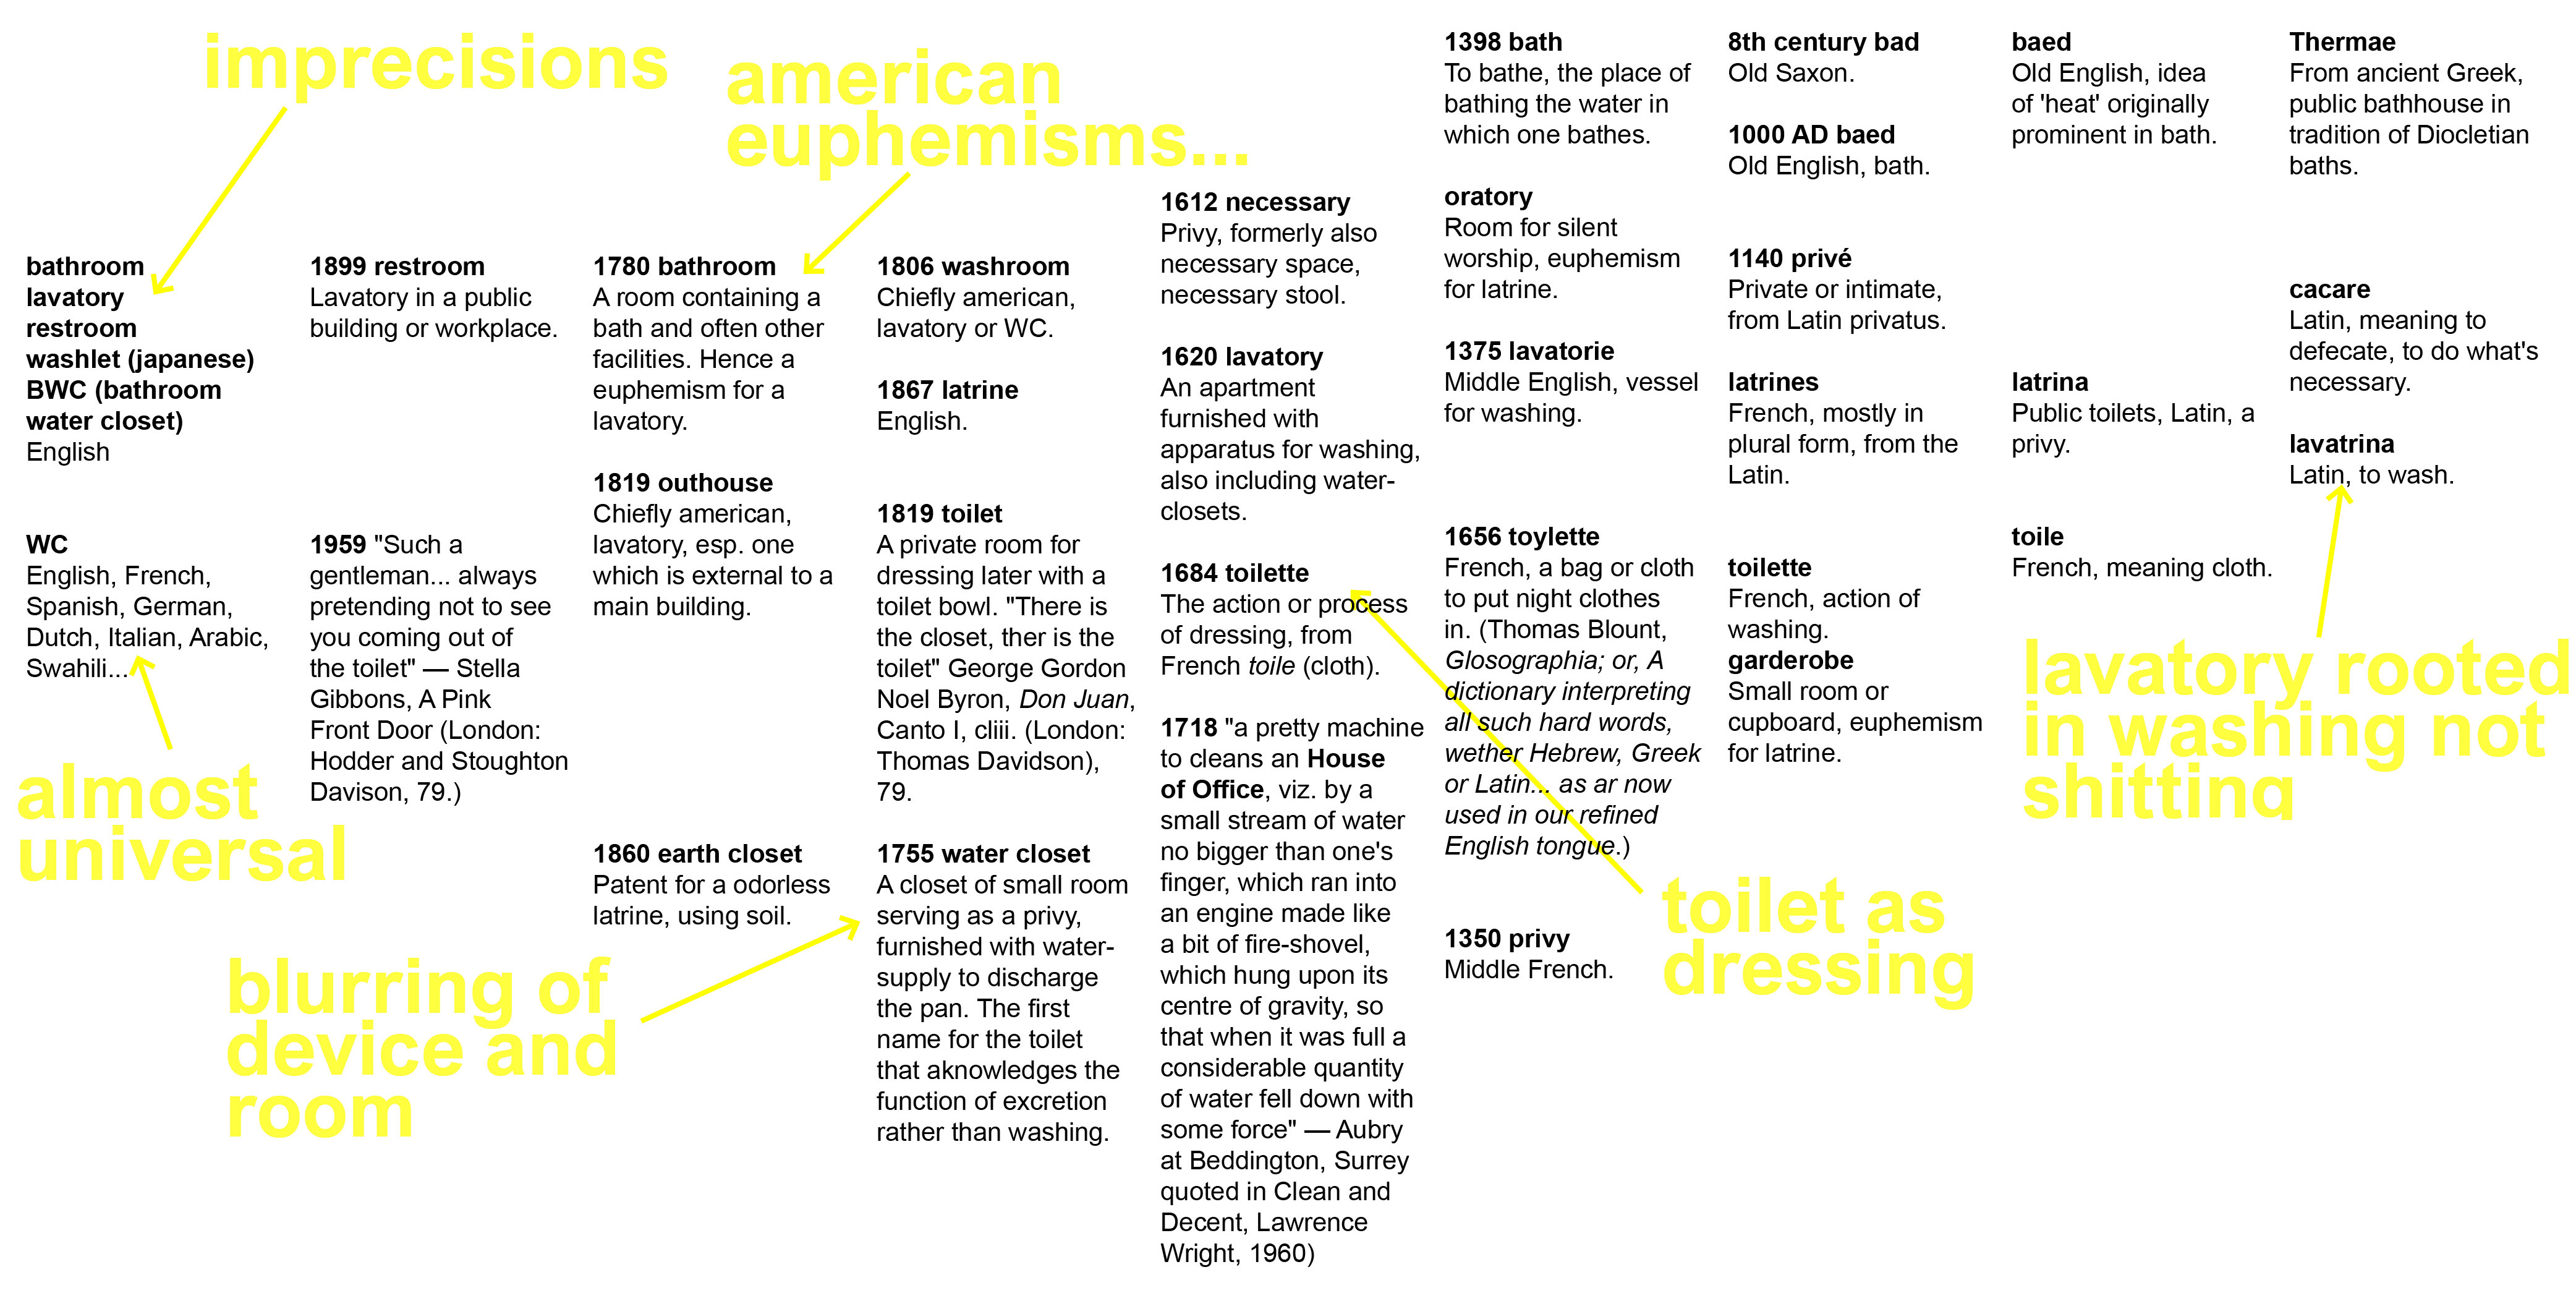 imprecisions
american
euphemisms...
bathroom
lavatory
restroom
washlet (japanese)
BWC (bathroom
water closet)
English
WC
English, French,
Spanish, German,
Dutch, Italian, Arabic,
Swahili...
almost
universal
1899 restroom
Lavatory in a public
building or workplace.
1959 "Such a
gentleman... always
pretending not to see
you coming out of
the toilet" — Stella
Gibbons, A Pink
Front Door (London:
Hodder and Stoughton
Davison, 79.)
blurring of
device and
room
1780 bathroom
A room containing a
bath and often other
facilities. Hence a
euphemism for a
lavatory.
1819 outhouse
Chiefly american,
lavatory, esp. one
which is external to a
main building.
1860 earth closet
Patent for a odorless
latrine, using soil.
1806 washroom
Chiefly american,
lavatory or WC.
1867 latrine
English.
1819 toilet
A private room for
dressing later with a
toilet bowl. "There is
the closet, ther is the
toilet" George Gordon
Noel Byron, Don Juan,
Canto I, cliii. (London:
Thomas Davidson),
79.
1755 water closet
A closet of small room
serving as a privy,
furnished with water-
supply to discharge
the pan. The first
name for the toilet
that aknowledges the
function of excretion
rather than washing.
1612 necessary
Privy, formerly also
necessary space,
necessary stool.
1620 lavatory
An apartment
furnished with
apparatus for washing,
also including water-
closets.
1684 toilette
The action or process
of dressing, from
French toile (cloth).
1718 "a pretty machine
to cleans an House
of Office, viz. by a
small stream of water
no bigger than one's
finger, which ran into
an engine made like
a bit of fire-shovel,
which hung upon its
centre of gravity, so
that when it was full a
considerable quantity
of water fell down with
some force" — Aubry
at Beddington, Surrey
quoted in Clean and
Decent, Lawrence
Wright, 1960)
1398 bath
To bathe, the place of
bathing the water in
which one bathes.
oratory
Room for silent
worship, euphemism
for latrine.
1375 lavatorie
Middle English, vessel
for washing.
1656 toylette
French, a bag or cloth
to put night clothes
in. (Thomas Blount,
Glosographia; or, A
dictionary interpreting
all such hard words,
wether Hebrew, Greek
or Latin... as ar now
used in our refined
English tongue.)
1350 privy
Middle French.
8th century bad
Old Saxon.
1000 AD baed
Old English, bath.
1140 privé
Private or intimate,
from Latin privatus.
latrines
French, mostly in
plural form, from the
Latin.
toilette
French, action of
washing.
garderobe
Small room or
cupboard, euphemism
for latrine.
toilet as
dressing
baed
Old English, idea
of 'heat' originally
prominent in bath.
latrina
Public toilets, Latin, a
privy.
toile
French, meaning cloth.
Thermae
From ancient Greek,
public bathhouse in
tradition of Diocletian
baths.
cacare
Latin, meaning to
defecate, to do what's
necessary.
lavatrina
Latin, to wash.
lavatory rooted
in washing not
shitting